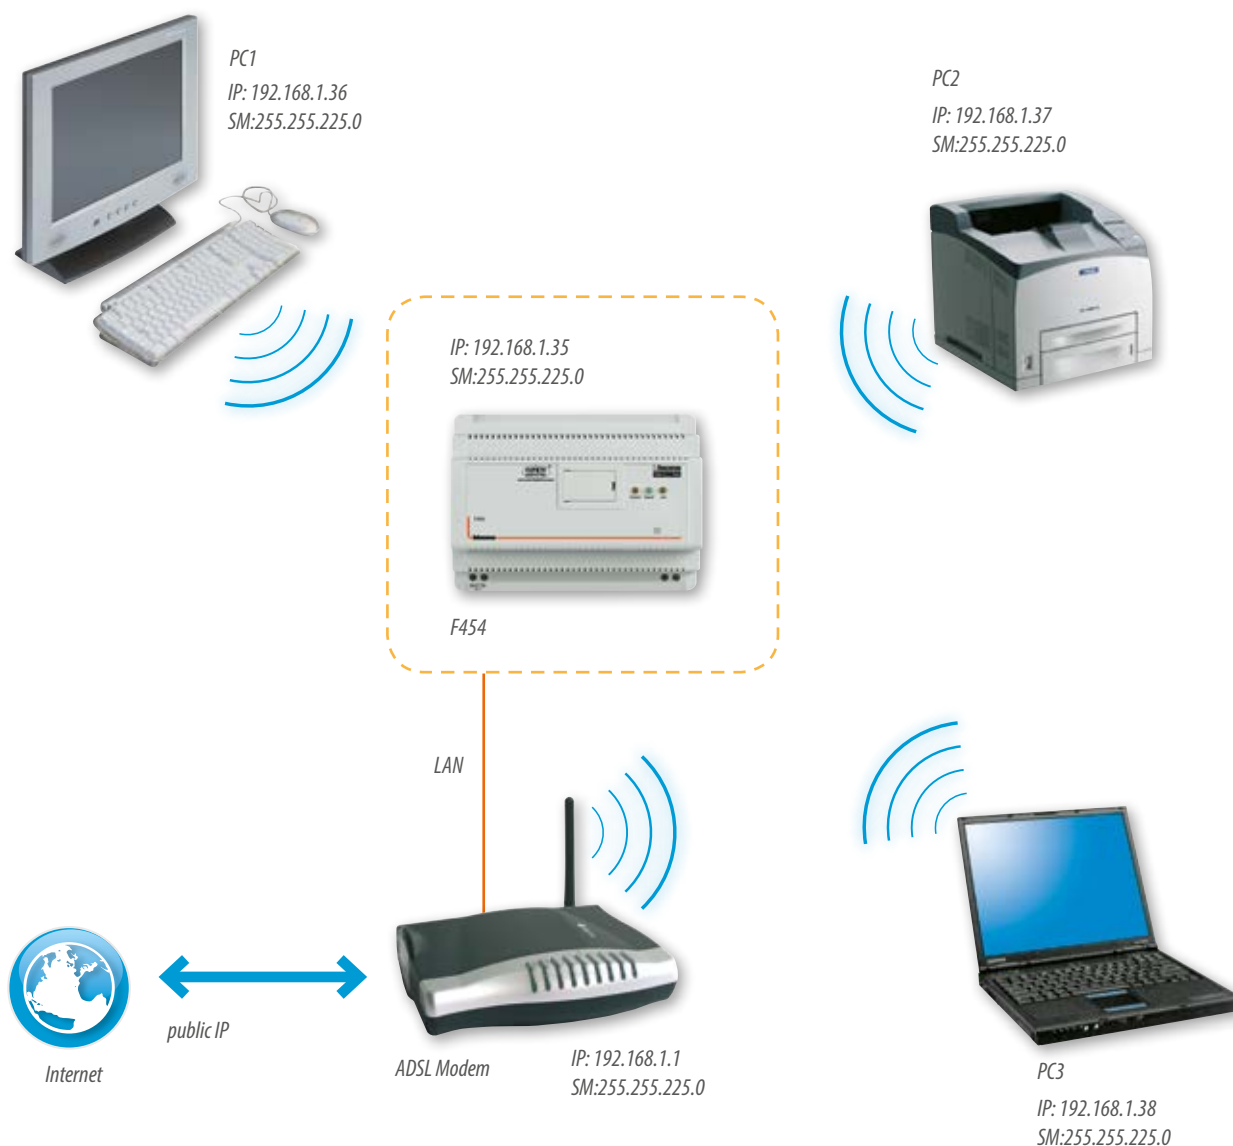 PC1
IP: 192.168.1.36
SM:255.255.225.0
PC2
IP: 192.168.1.37
SM:255.255.225.0
IP: 192.168.1.35
SM:255.255.225.0
F454
LAN
public IP
Internet
ADSL Modem
IP: 192.168.1.1
SM:255.255.225.0
PC3
IP: 192.168.1.38
SM:255.255.225.0